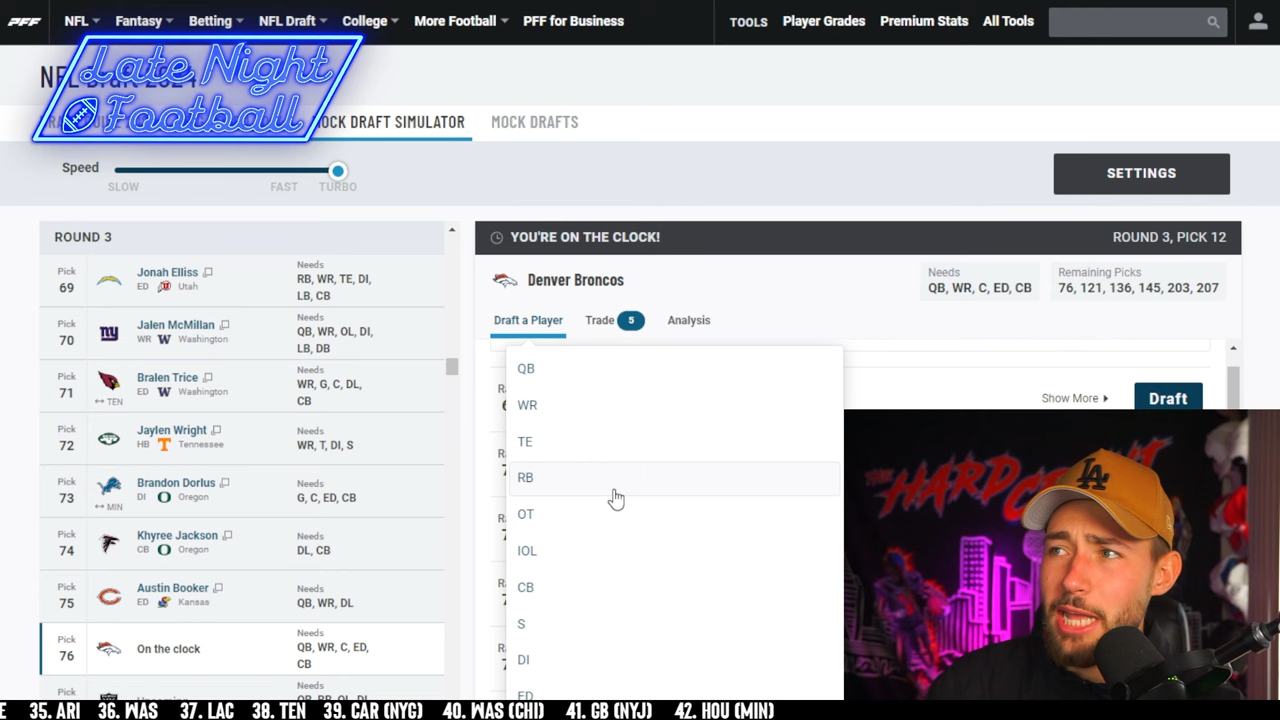 PFF NFL Fantasy Betting NFL Draft College More Football PFF for Business TOOLS Player Grades Premium Stats All Tools
Late Night
Football
MOCK DRAFT SIMULATOR MOCK DRAFTS
Speed
SLOW FAST TURBO
SETTINGS
ROUND 3
Pick 69 Jonah Elliss ED Utah
Needs
RB, WR, TE, DI,
LB, CB
Pick 70 Jalen McMillan WR Washington
Needs
QB, WR, OL, DI,
LB, DB
Pick 71 TEN Bralen Trice ED Washington
Needs
WR, G, C, DL,
CB
Pick 72 Jaylen Wright HB Tennessee
Needs
WR, T, DI, S
Pick 73 MIN Brandon Dorlus DI Oregon
Needs
G, C, ED, CB
Pick 74 Khyree Jackson CB Oregon
Needs
DL, CB
Pick 75 Austin Booker ED Kansas
Needs
QB, WR, DL
Pick 76 On the clock
Needs
QB, WR, C, ED,
CB
Pick
YOU'RE ON THE CLOCK! ROUND 3, PICK 12
Denver Broncos
Needs
QB, WR, C, ED, CB
Remaining Picks
76, 121, 136, 145, 203, 207
Draft a Player Trade 5 Analysis
QB
WR
TE
RB
OT
IOL
CB
S
DI
ED
Show More Draft
THE HARD COUNT
LA
35. ARI 36. WAS 37. LAC 38. TEN 39. CAR (NYG) 40. WAS (CHI) 41. GB (NYJ) 42. HOU (MIN)